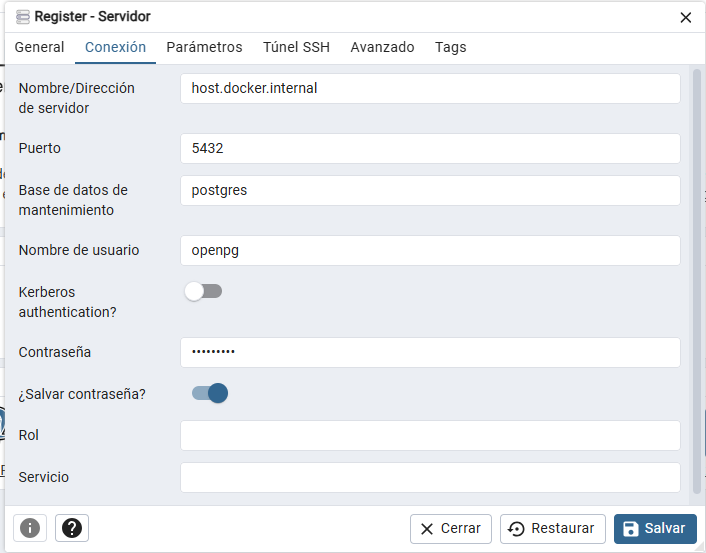 Register - Servidor
General Conexión Parámetros Túnel SSH Avanzado Tags
Nombre/Dirección
de servidor
host.docker.internal
Puerto
5432
Base de datos de
mantenimiento
postgres
Nombre de usuario
openpg
Kerberos
authentication?
Contraseña
•••••••••
¿Salvar contraseña?
Rol
Servicio
Cerrar Restaurar Salvar